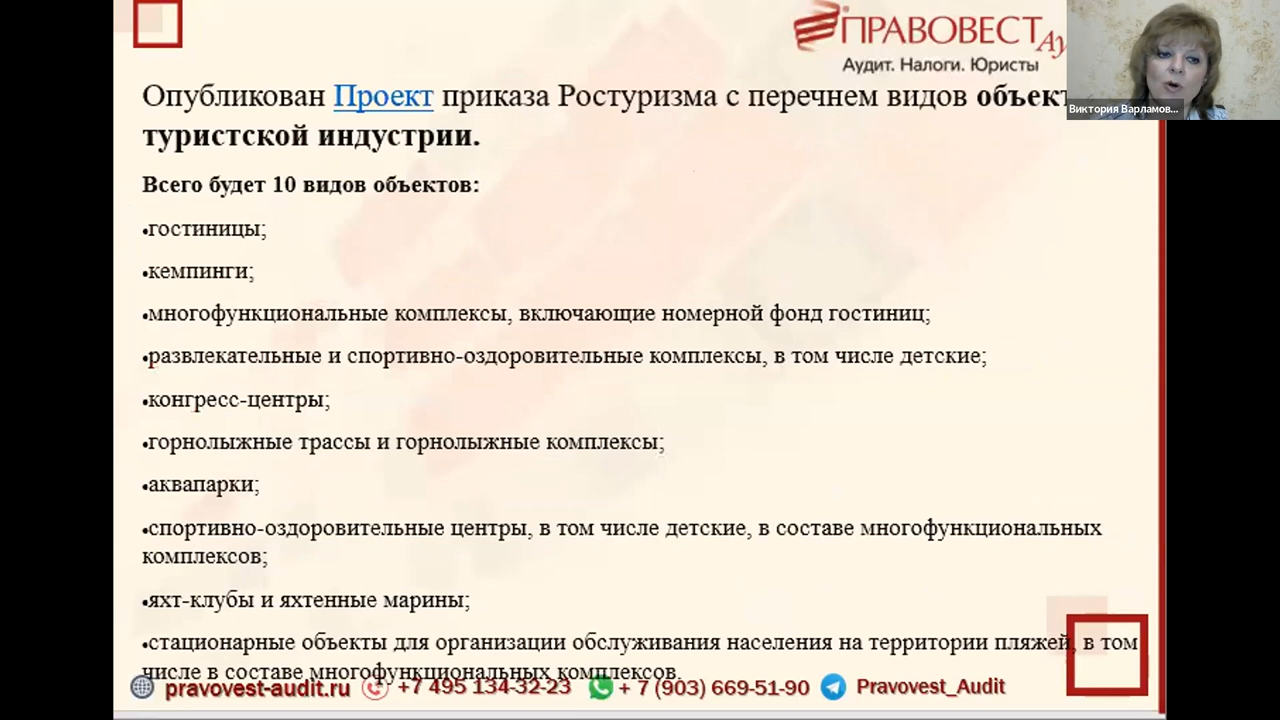 ПРАВОВЕСТ
Аудит. Налоги. Юристы
Виктория Варламов...
Опубликован Проект приказа Ростуризма с перечнем видов
туристской индустрии.
Всего будет 10 видов объектов:
•гостиницы;
•кемпинги;
•многофункциональные комплексы, включающие номерной фонд гостиниц;
•развлекательные и спортивно-оздоровительные комплексы, в том числе детские;
•конгресс-центры;
•горнолыжные трассы и горнолыжные комплексы;
•аквапарки;
•спортивно-оздоровительные центры, в том числе детские, в составе многофункциональных
комплексов;
•яхт-клубы и яхтенные марины;
•стационарные объекты для организации обслуживания населения на территории пляжей, в том
числе в составе многофункциональных комплексов.
pravovest-audit.ru +7 495 134-32-23 + 7 (903) 669-51-90 Pravovest_Audit